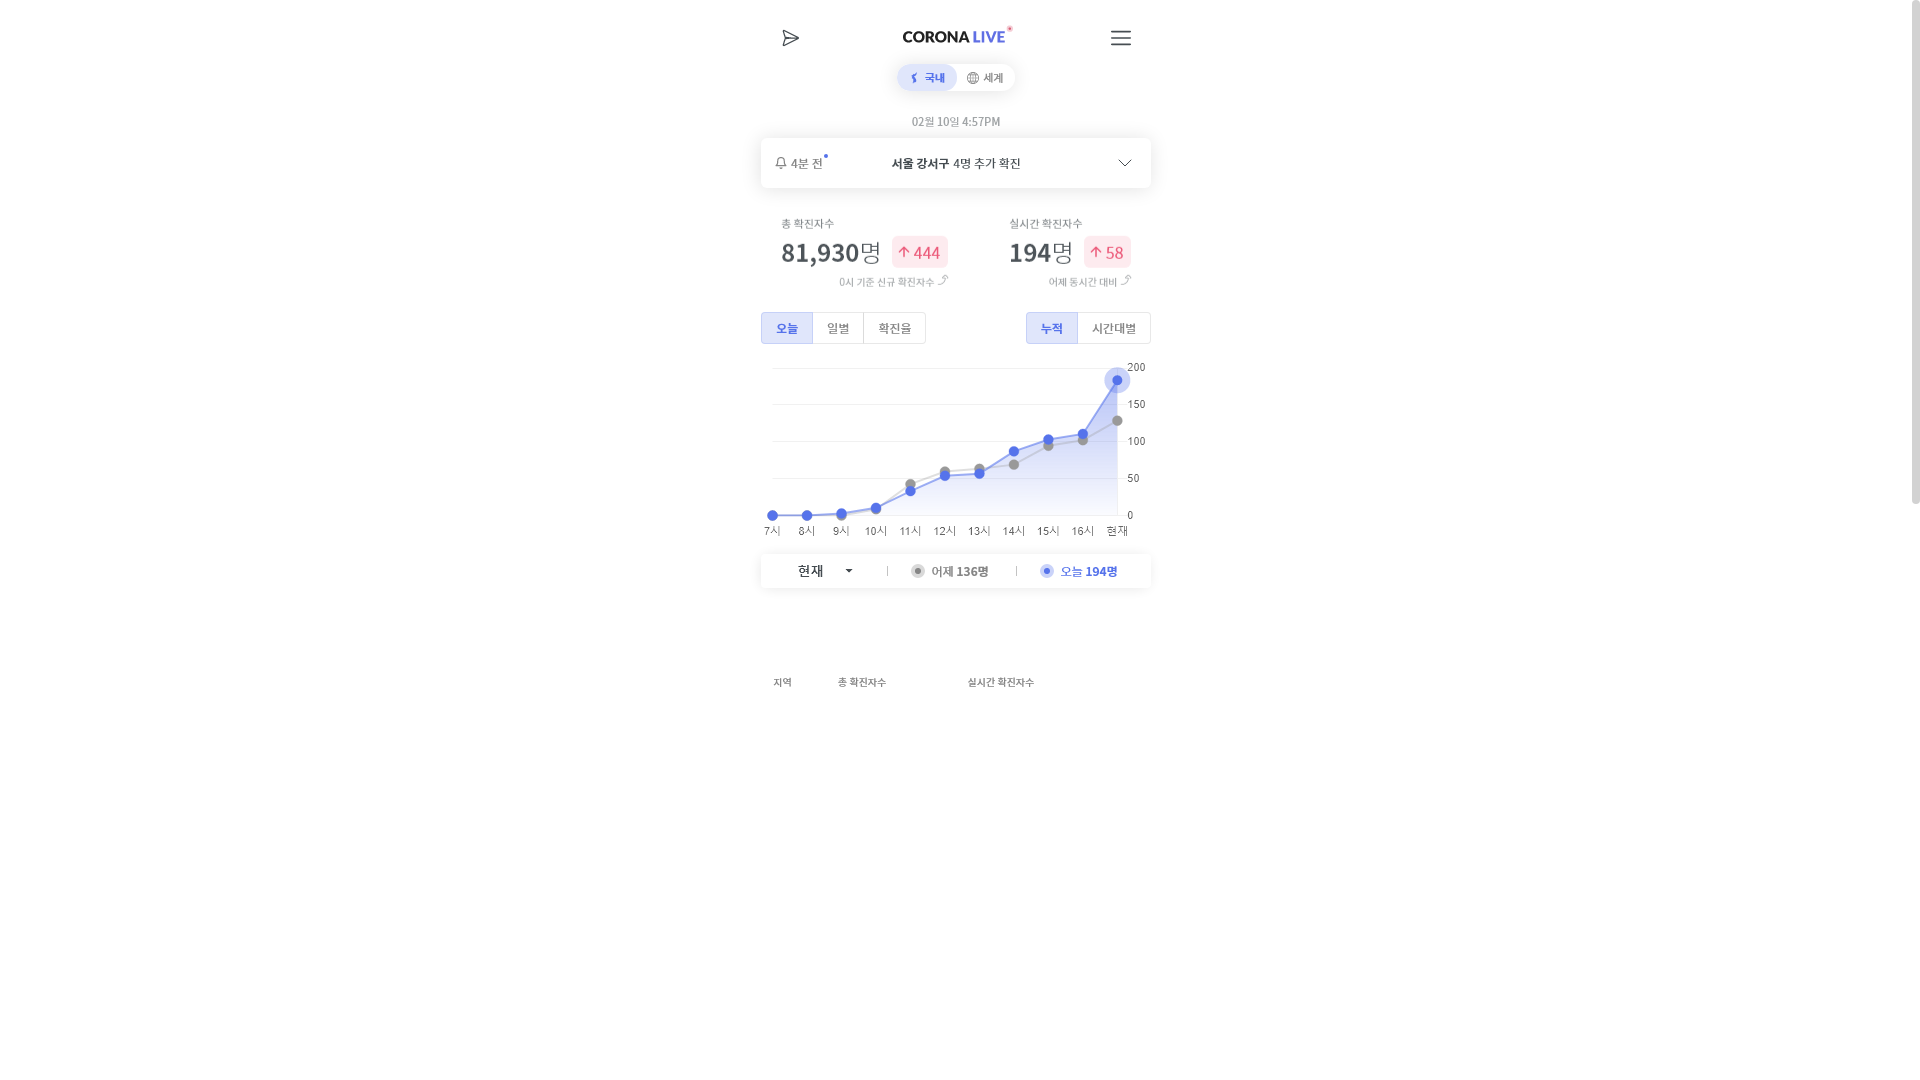 CORONA LIVE
국내 세계
02월 10일 4:57PM
4분 전 서울 강서구 4명 추가 확진
총 확진자수 실시간 확진자수
81,930명 444 194명 58
0시 기준 신규 확진자수 어제 동시간 대비
오늘 일별 확진율 누적 시간대별
200
150
100
50
0
7시 8시 9시 10시 11시 12시 13시 14시 15시 16시 현재
현재 어제 136명 오늘 194명
지역 총 확진자수 실시간 확진자수